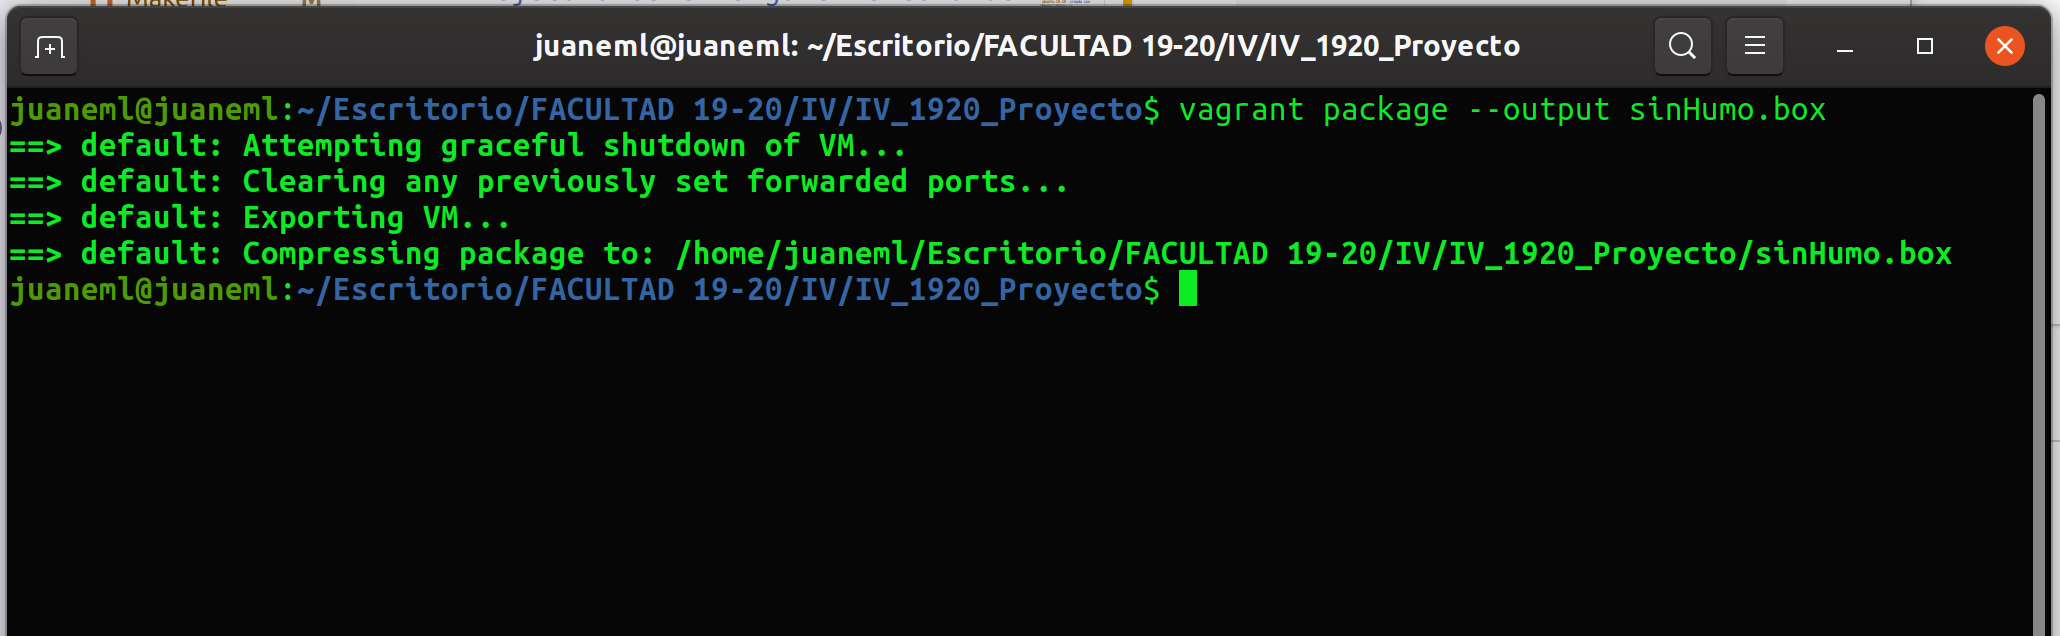 Makefile M
juaneml@juaneml: ~/Escritorio/FACULTAD 19-20/IV/IV_1920_Proyecto
juaneml@juaneml:~/Escritorio/FACULTAD 19-20/IV/IV_1920_Proyecto$ vagrant package --output sinHumo.box
==> default: Attempting graceful shutdown of VM...
==> default: Clearing any previously set forwarded ports...
==> default: Exporting VM...
==> default: Compressing package to: /home/juaneml/Escritorio/FACULTAD 19-20/IV/IV_1920_Proyecto/sinHumo.box
juaneml@juaneml:~/Escritorio/FACULTAD 19-20/IV/IV_1920_Proyecto$